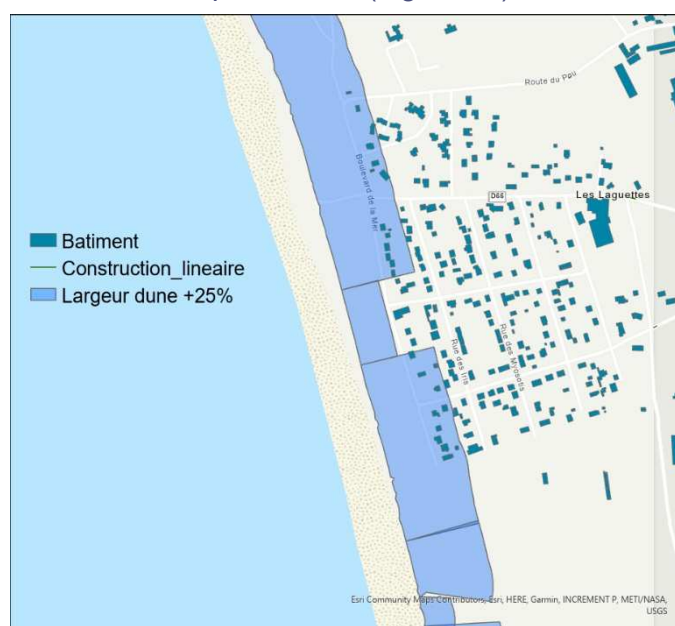 Route du Pou
Boulevard de la Mer
D66
Les Laguettes
Batiment
Construction_lineaire
Largeur dune +25%
Rue des Iris
Rue des Myosotis
Esri Community Maps Contributors, Esri, HERE, Garmin, INCREMENT P, METI/NASA,
USGS